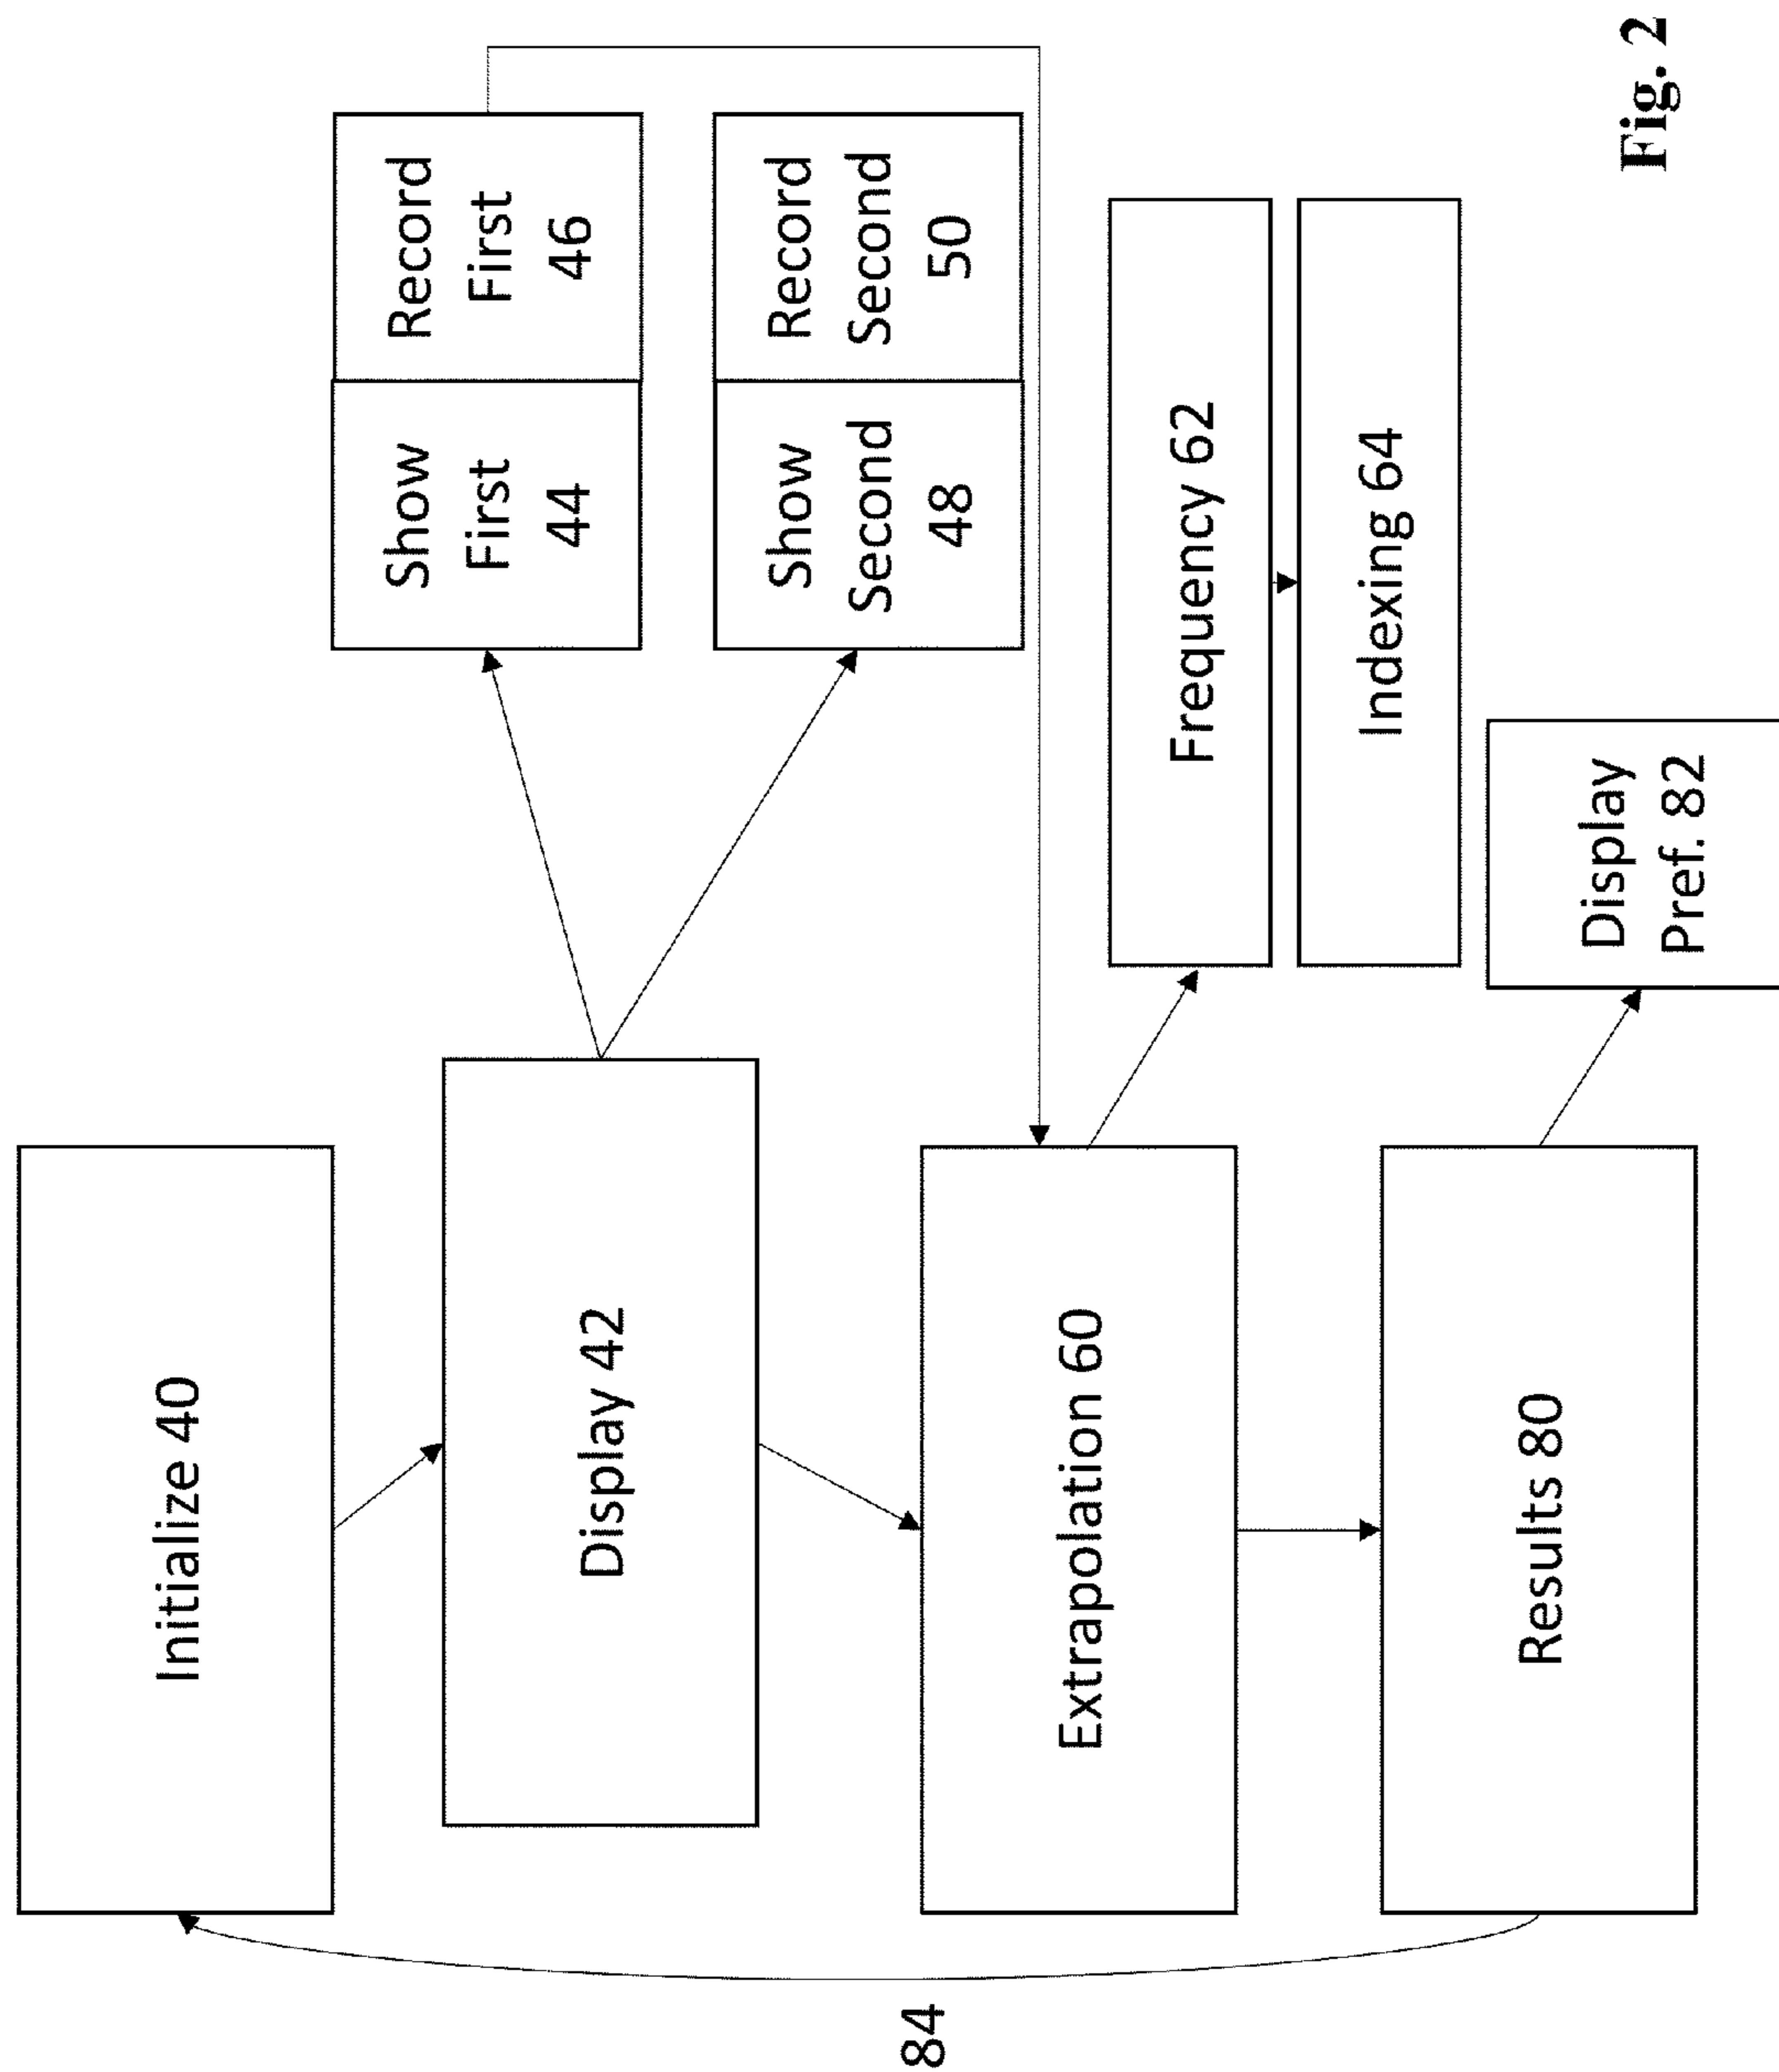 Initialize 40
Display 42
Show
First
44
Record
First
46
Show
Second
48
Record
Second
50
Extrapolation 60
Frequency 62
Indexing 64
Results 80
Display
Pref. 82
84
Fig. 2